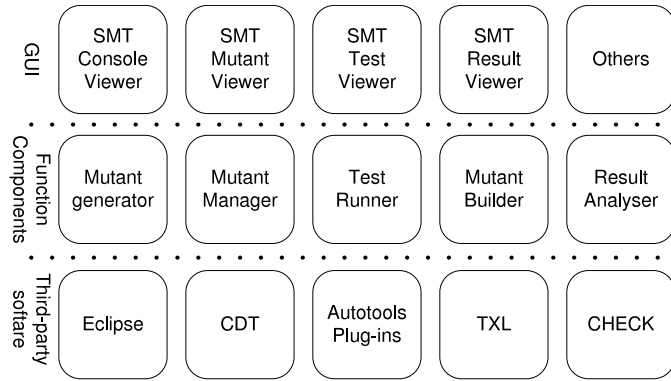 GUI
SMT
Console
Viewer
SMT
Mutant
Viewer
SMT
Test
Viewer
SMT
Result
Viewer
Others
Function
Components
Mutant
generator
Mutant
Manager
Test
Runner
Mutant
Builder
Result
Analyser
Third-party
softare
Eclipse
CDT
Autotools
Plug-ins
TXL
CHECK